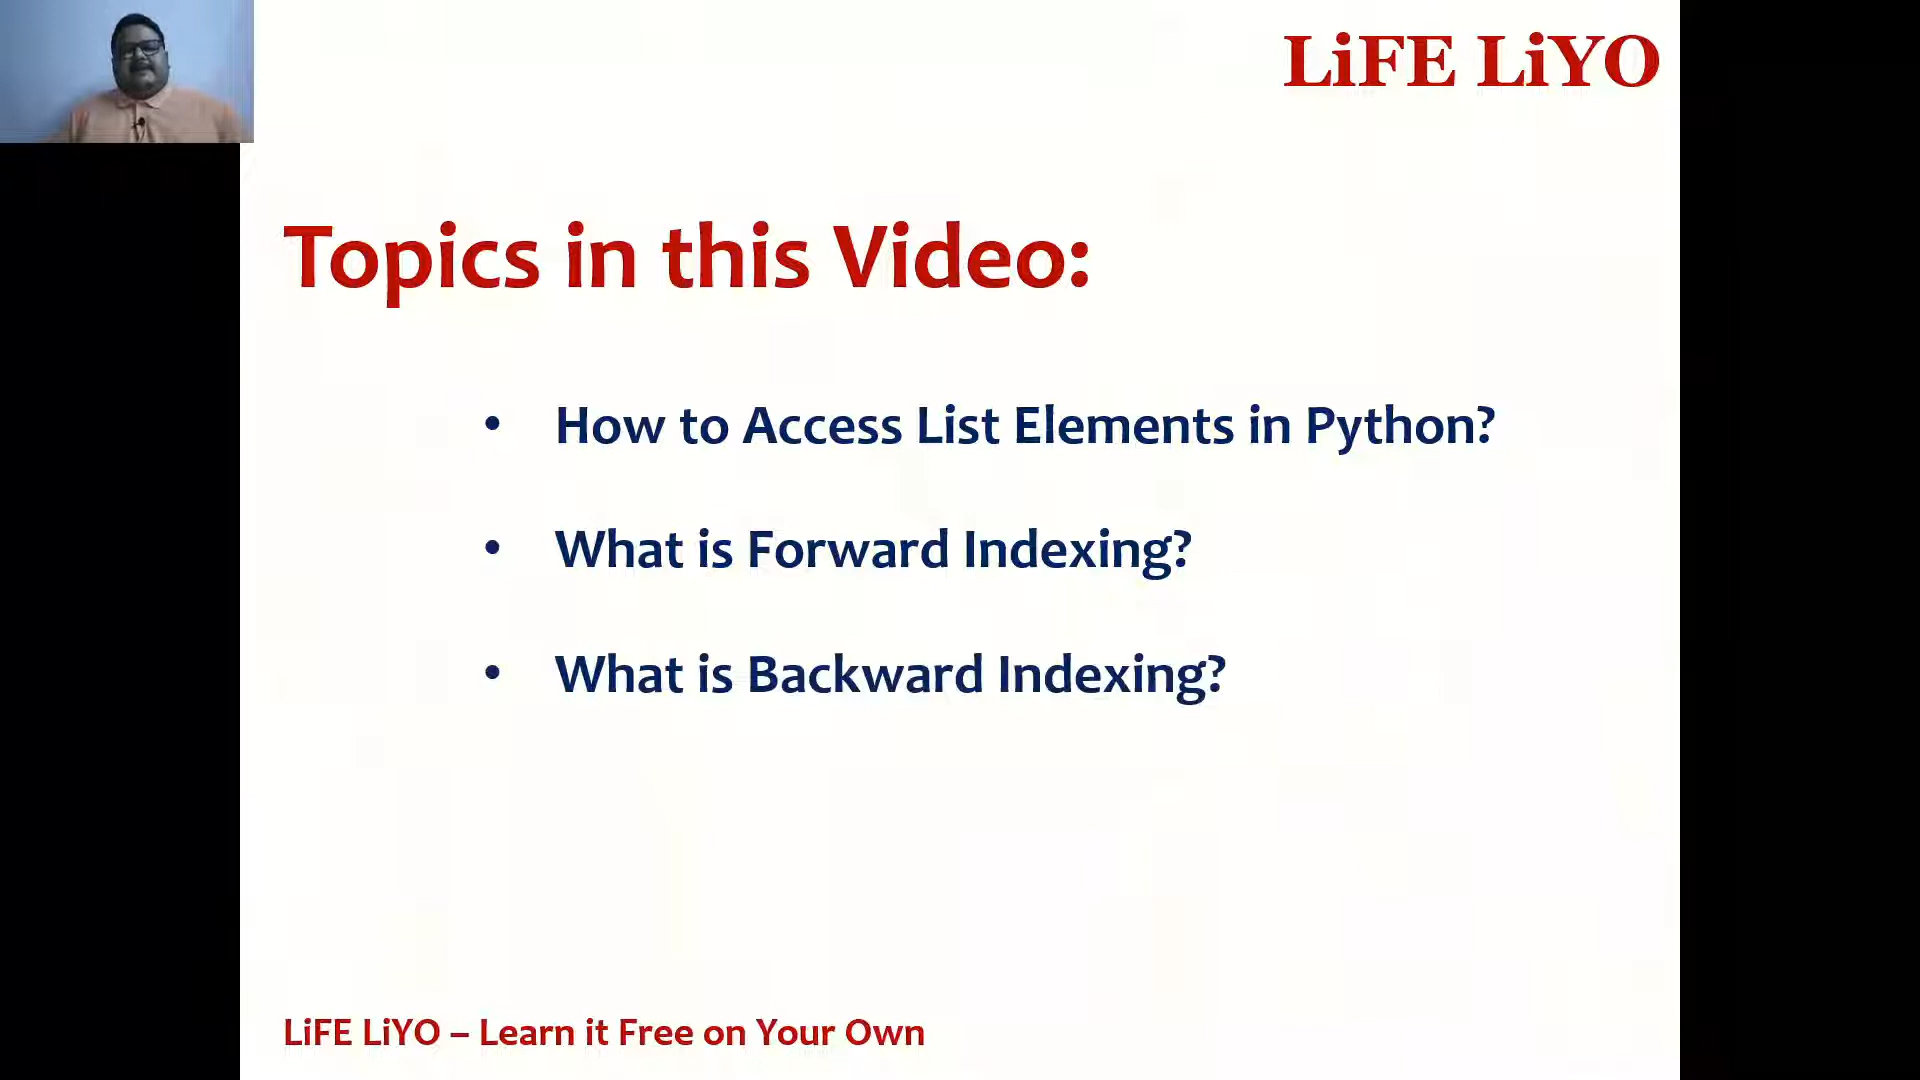 LiFE LiYO
Topics in this Video:
• How to Access List Elements in Python?
• What is Forward Indexing?
• What is Backward Indexing?
LiFE LiYO – Learn it Free on Your Own